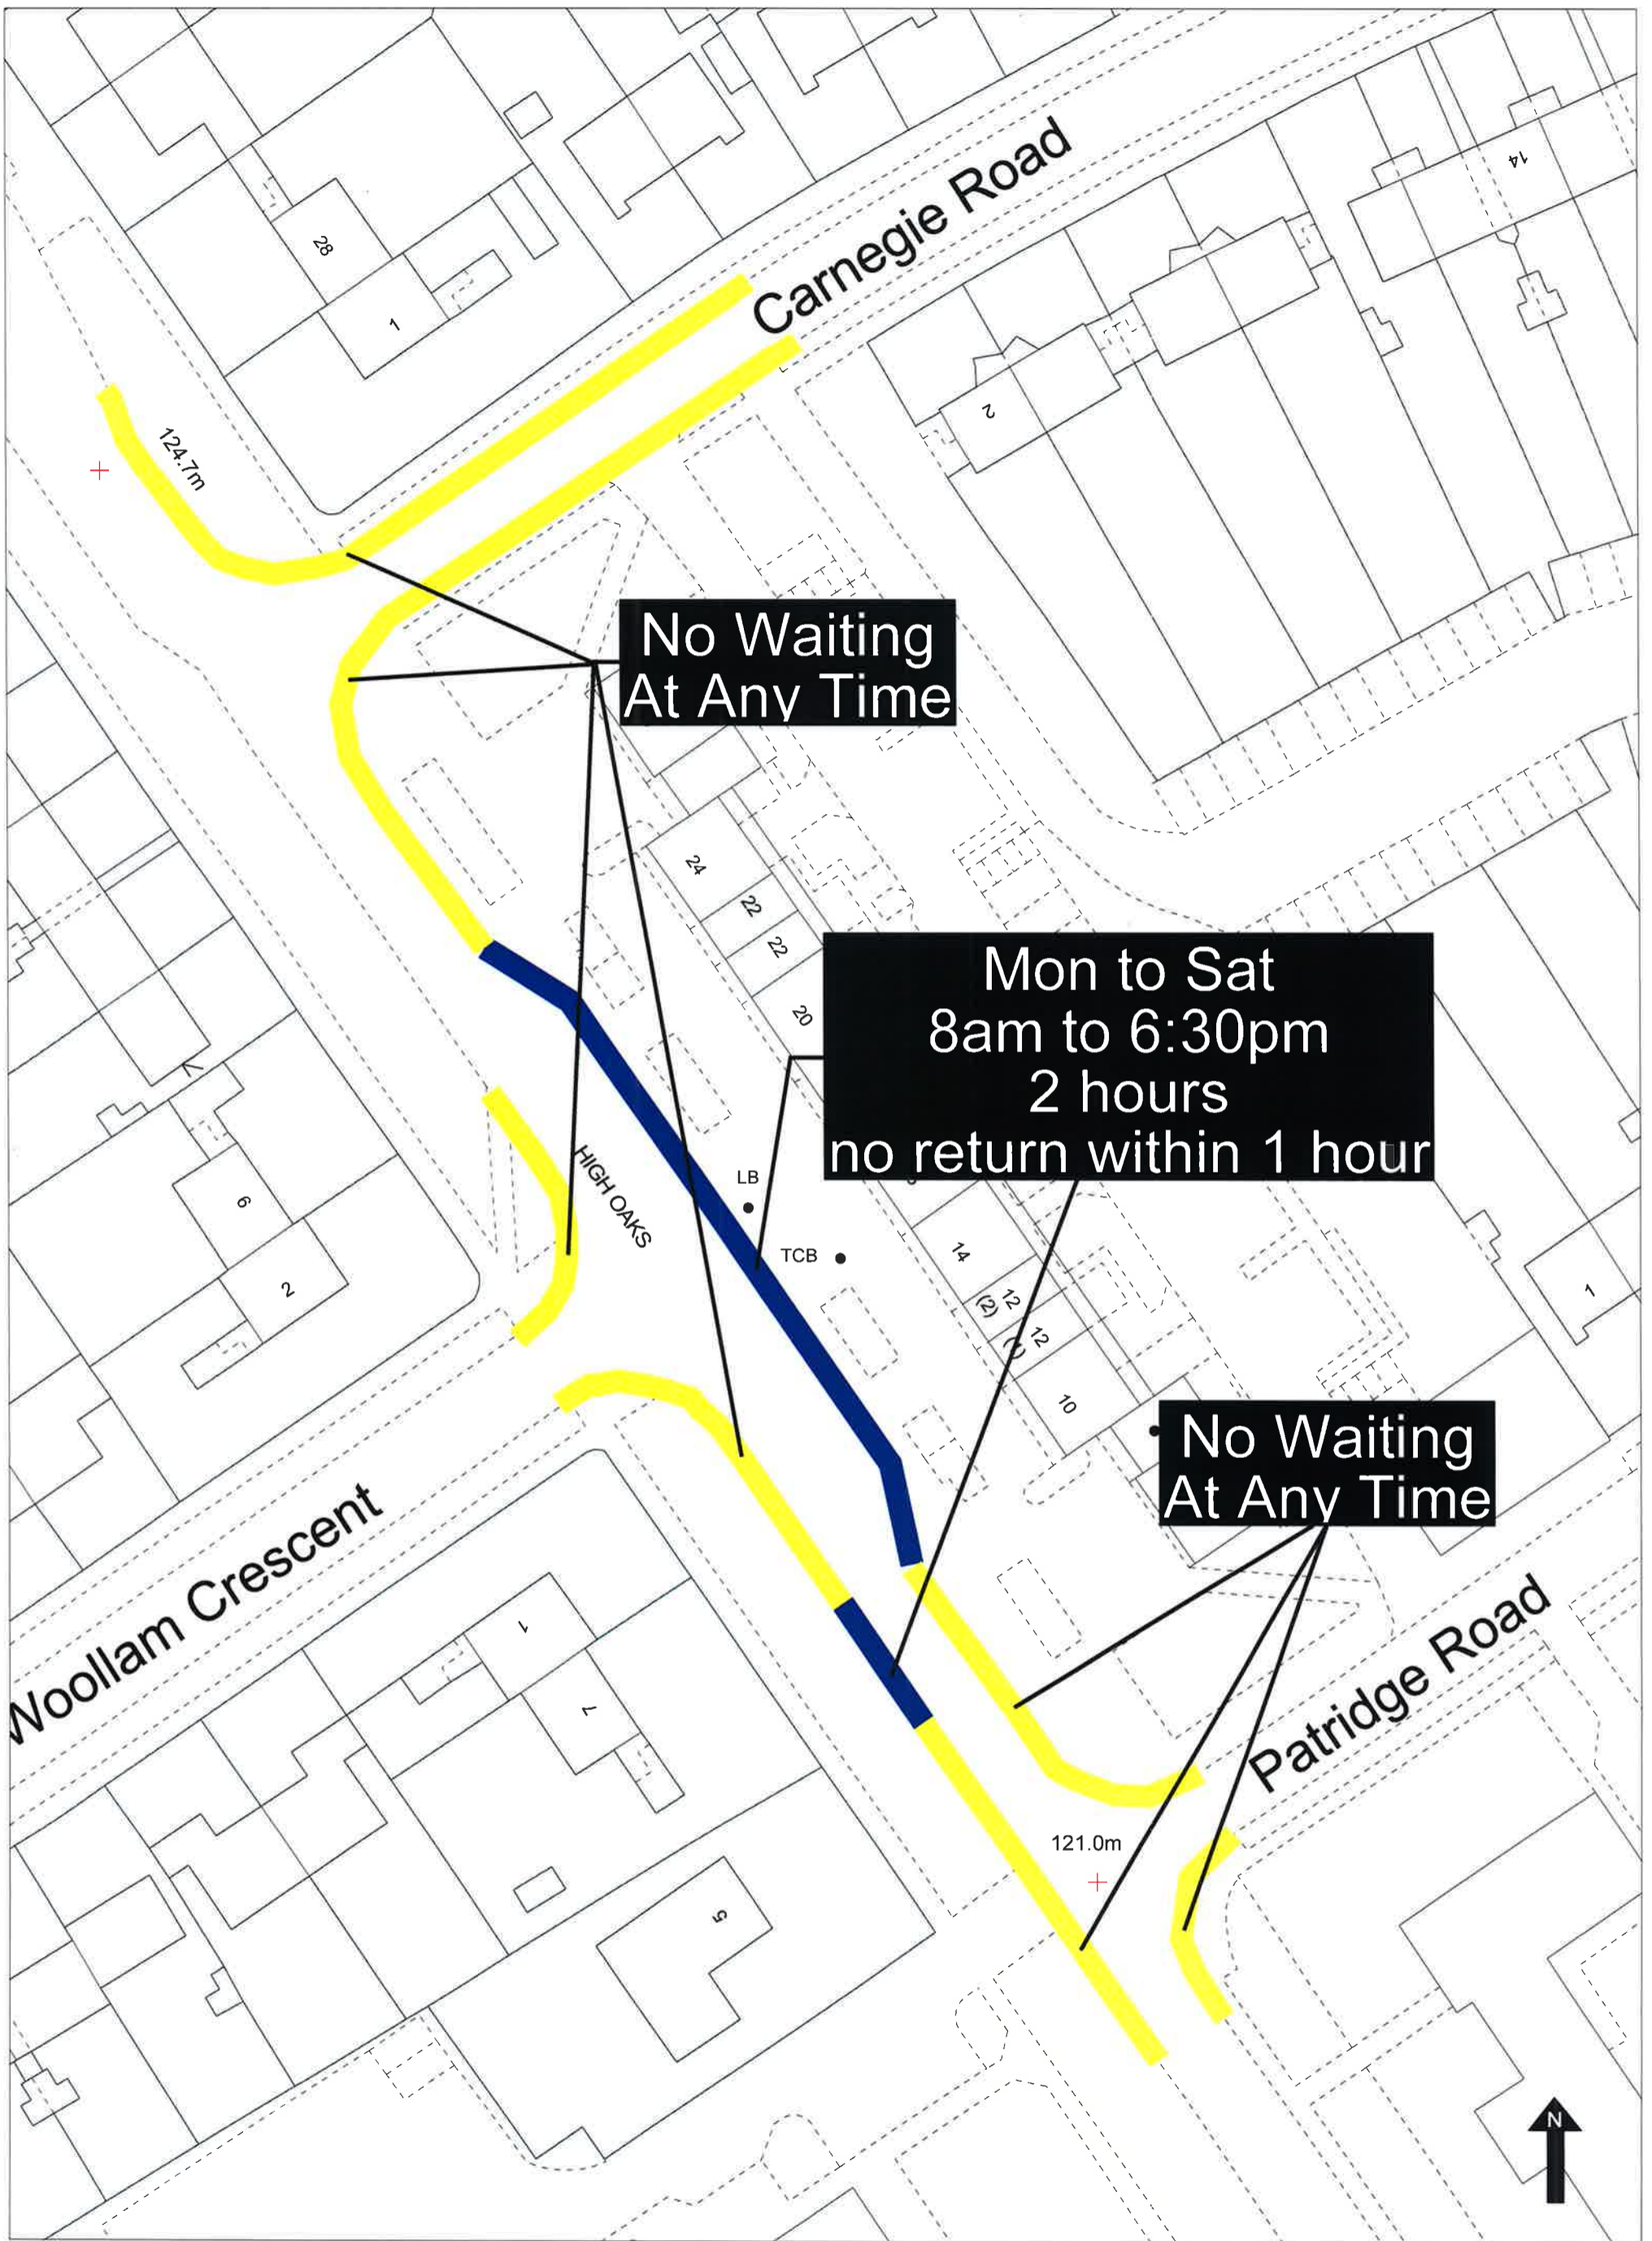 Carnegie Road
14
28
1
2
124.7m
No Waiting
At Any Time
24
22
22
20
Mon to Sat
8am to 6:30pm
2 hours
no return within 1 hour
HIGH OAKS
LB
TCB
6
2
14
12
(2)
12
(1)
10
1
No Waiting
At Any Time
Woollam Crescent
1
7
5
Patridge Road
121.0m
N